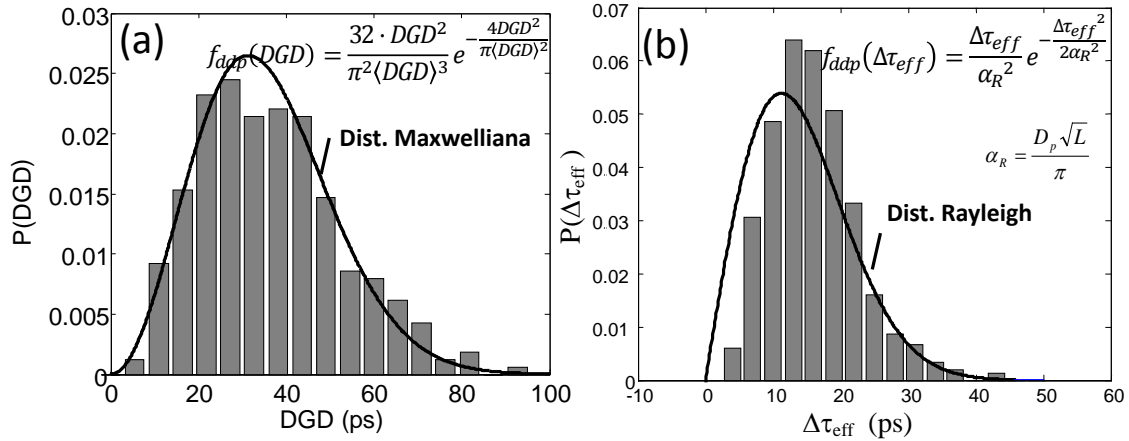 (a)
f_ddp(DGD) = 32 · DGD² / π²⟨DGD⟩³ e^(−4DGD² / π⟨DGD⟩²)
Dist. Maxwelliana
P(DGD)
0.03
0.025
0.02
0.015
0.01
0.005
0
0 20 40 60 80 100
DGD (ps)
(b)
f_ddp(Δτ_eff) = Δτ_eff / α_R² e^(−Δτ_eff² / 2α_R²)
α_R = D_p √L / π
Dist. Rayleigh
P(Δτ_eff)
0.07
0.06
0.05
0.04
0.03
0.02
0.01
0
-10 0 10 20 30 40 50 60
Δτ_eff (ps)